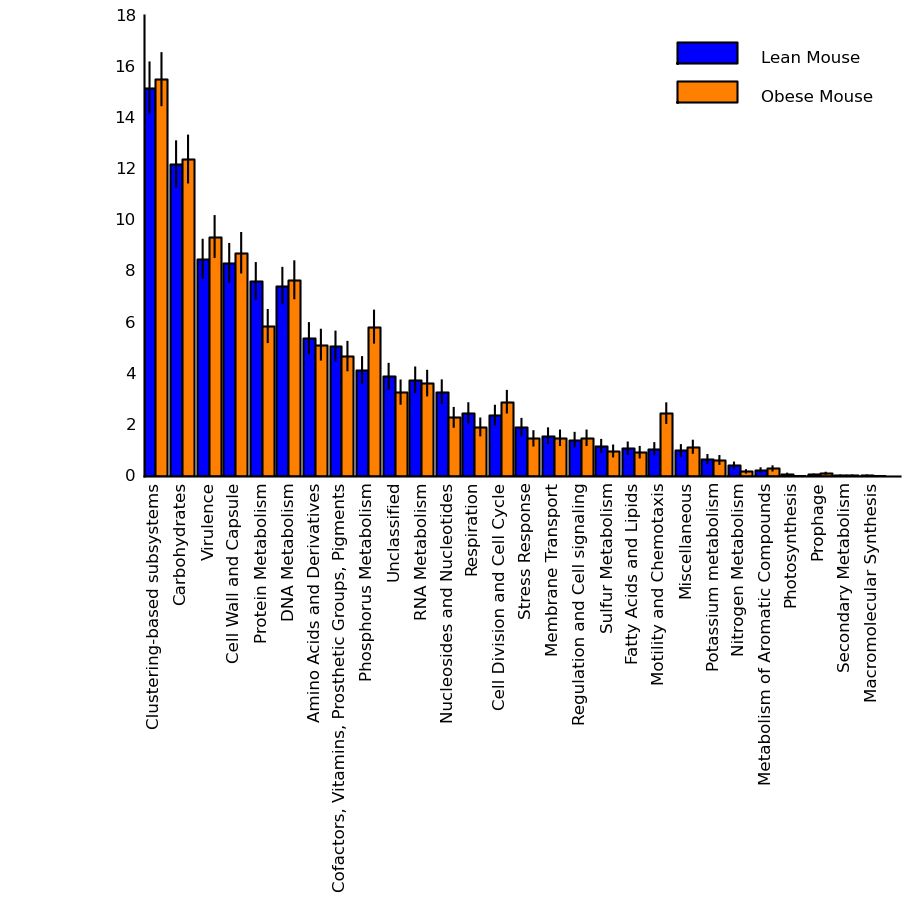 18
16
14
12
10
8
6
4
2
0
Lean Mouse
Obese Mouse
Clustering-based subsystems
Carbohydrates
Virulence
Cell Wall and Capsule
Protein Metabolism
DNA Metabolism
Amino Acids and Derivatives
Cofactors, Vitamins, Prosthetic Groups, Pigments
Phosphorus Metabolism
Unclassified
RNA Metabolism
Nucleosides and Nucleotides
Respiration
Cell Division and Cell Cycle
Stress Response
Membrane Transport
Regulation and Cell signaling
Sulfur Metabolism
Fatty Acids and Lipids
Motility and Chemotaxis
Miscellaneous
Potassium metabolism
Nitrogen Metabolism
Metabolism of Aromatic Compounds
Photosynthesis
Prophage
Secondary Metabolism
Macromolecular Synthesis